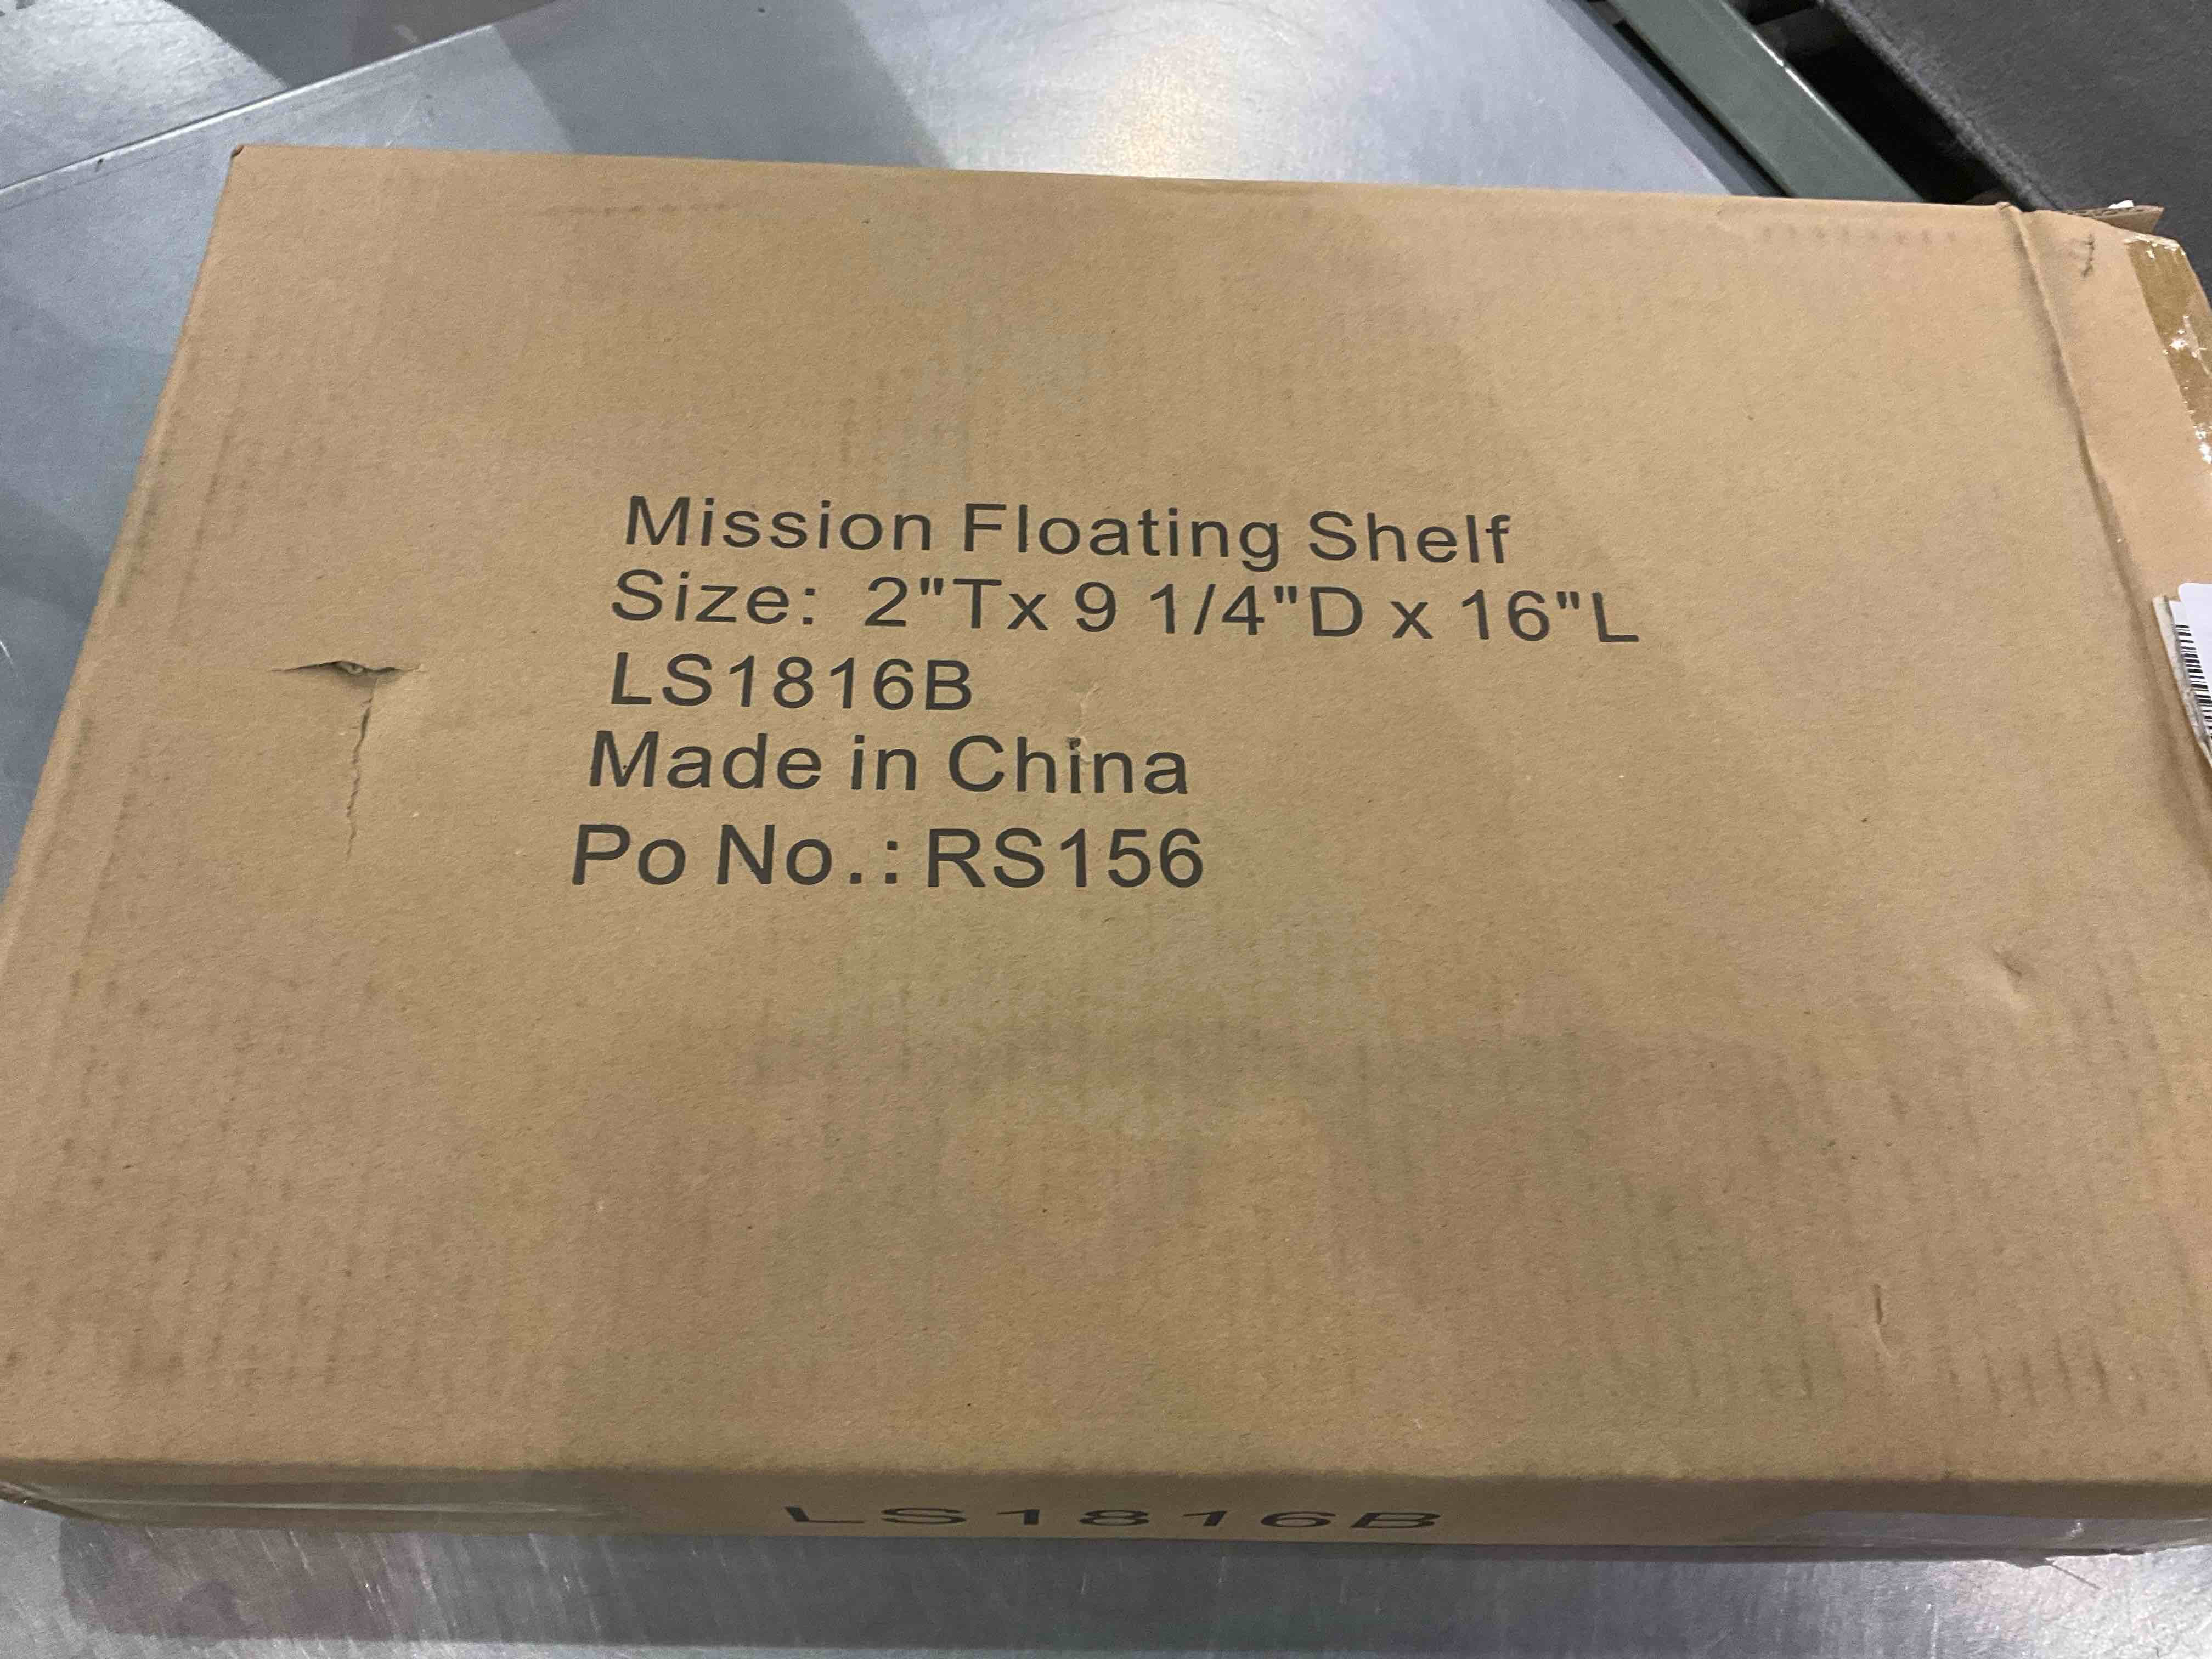 Mission Floating Shelf
Size: 2"Tx 9 1/4"D x 16"L
LS1816B
Made in China
Po No.: RS156
LS1816B